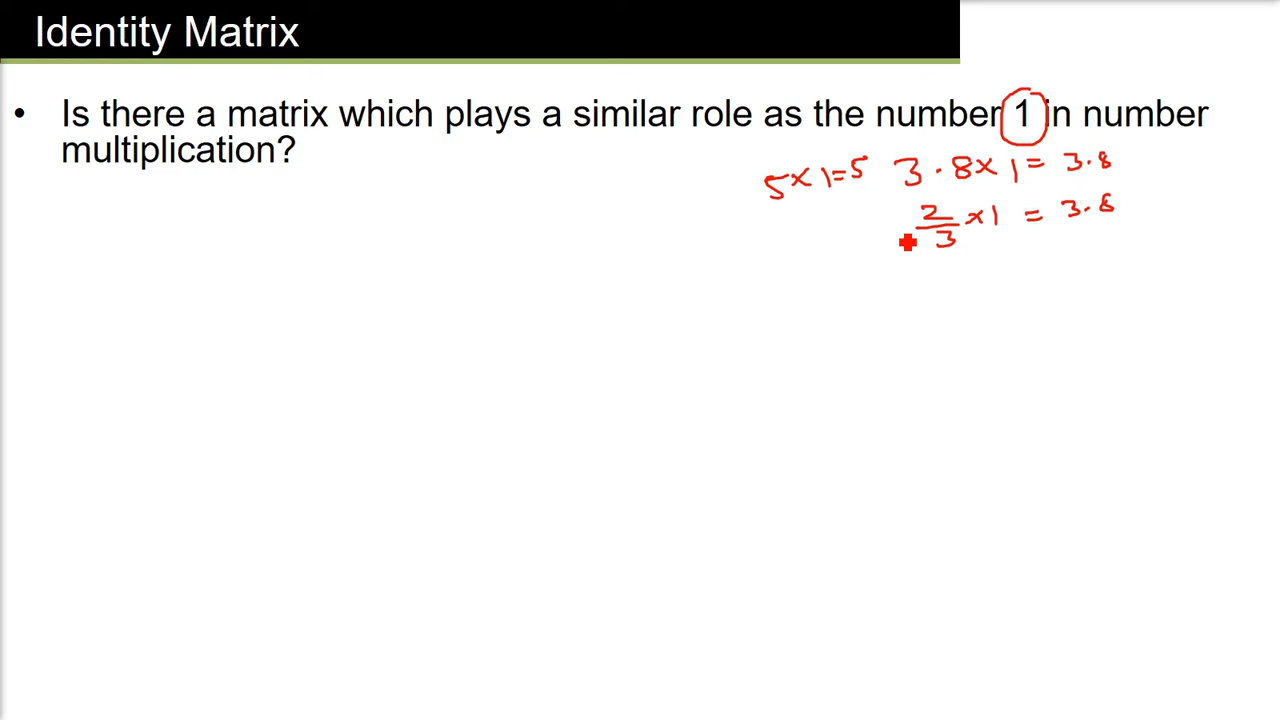 Identity Matrix
• Is there a matrix which plays a similar role as the number 1 in number
multiplication?
5×1=5 3.8×1= 3.8
2/3 ×1 = 3.8